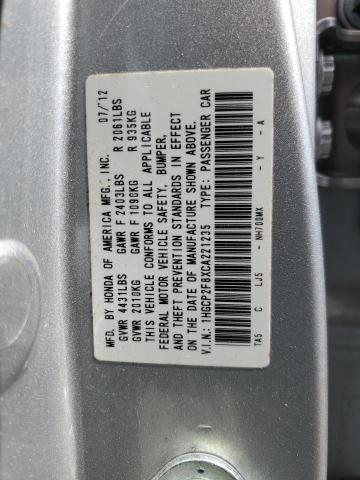 MFD. BY HONDA OF AMERICA MFG., INC. 07/12
GVWR 4431LBS GAWR F 2403LBS R 2061LBS
GVWR 2010KG GAWR F 1090KG R 935KG
THIS VEHICLE CONFORMS TO ALL APPLICABLE
FEDERAL MOTOR VEHICLE SAFETY, BUMPER,
AND THEFT PREVENTION STANDARDS IN EFFECT
ON THE DATE OF MANUFACTURE SHOWN ABOVE.
V.I.N.: 1HGCP2F8XCA221235 TYPE: PASSENGER CAR
TA5 C LJ5 - NH700MX - Y - A